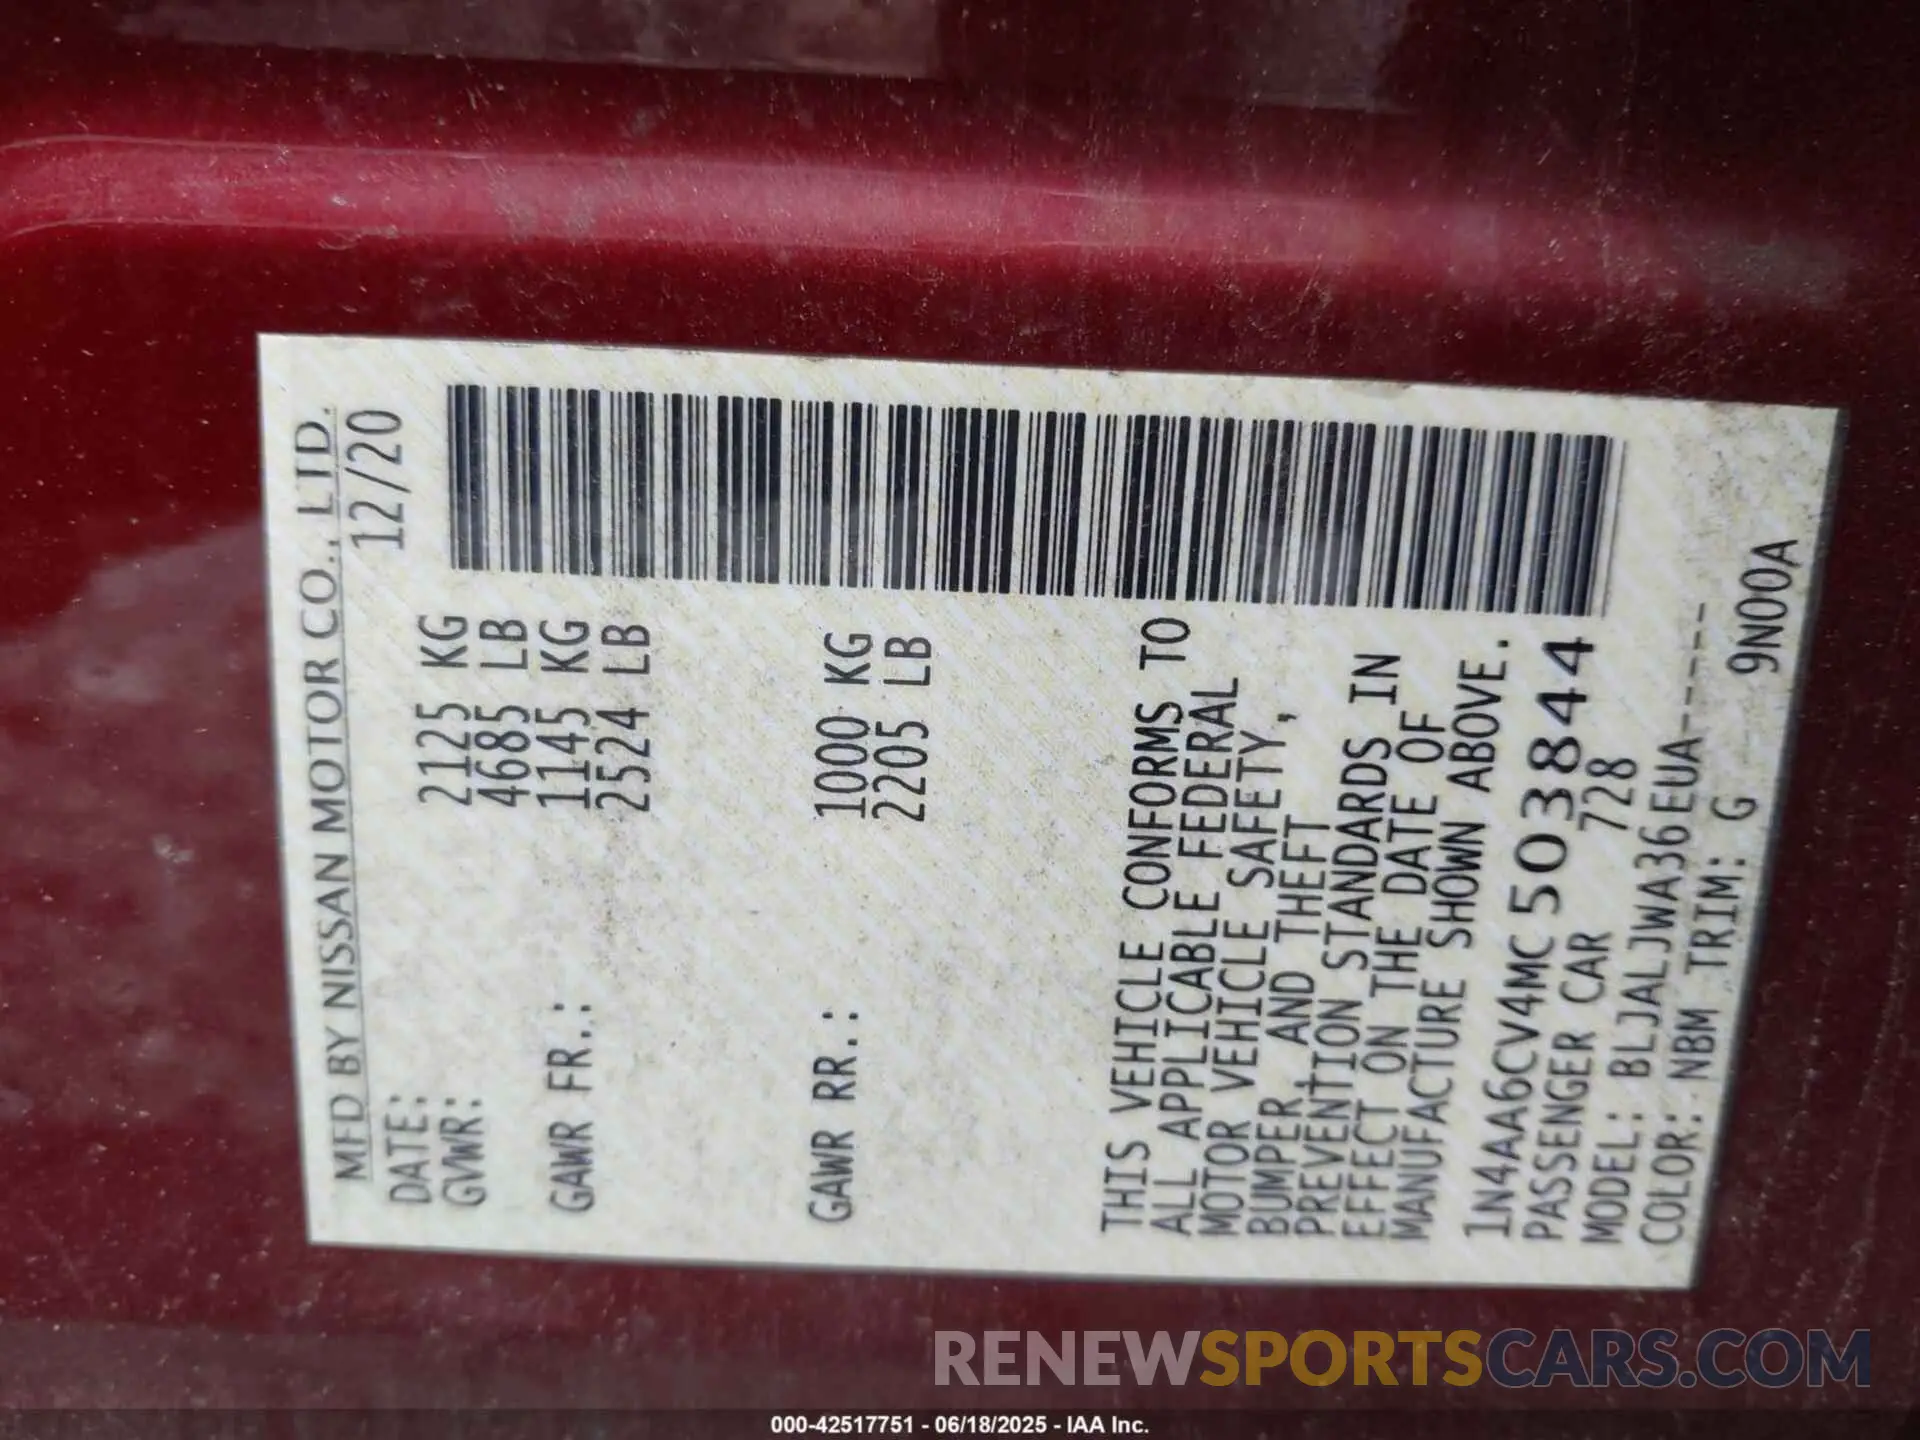 MFD BY NISSAN MOTOR CO., LTD.
DATE: 12/20
GVWR: 2125 KG
4685 LB
GAWR FR.: 1145 KG
2524 LB
GAWR RR.: 1000 KG
2205 LB
THIS VEHICLE CONFORMS TO
ALL APPLICABLE FEDERAL
MOTOR VEHICLE SAFETY,
BUMPER, AND THEFT
PREVENTION STANDARDS IN
EFFECT ON THE DATE OF
MANUFACTURE SHOWN ABOVE.
1N4AA6CV4MC503844
PASSENGER CAR 728
MODEL: BLJALJWA36EUA-----
COLOR: NBM TRIM: G 9N00A
RENEWSPORTSCARS.COM
000-42517751 - 06/18/2025 - IAA Inc.